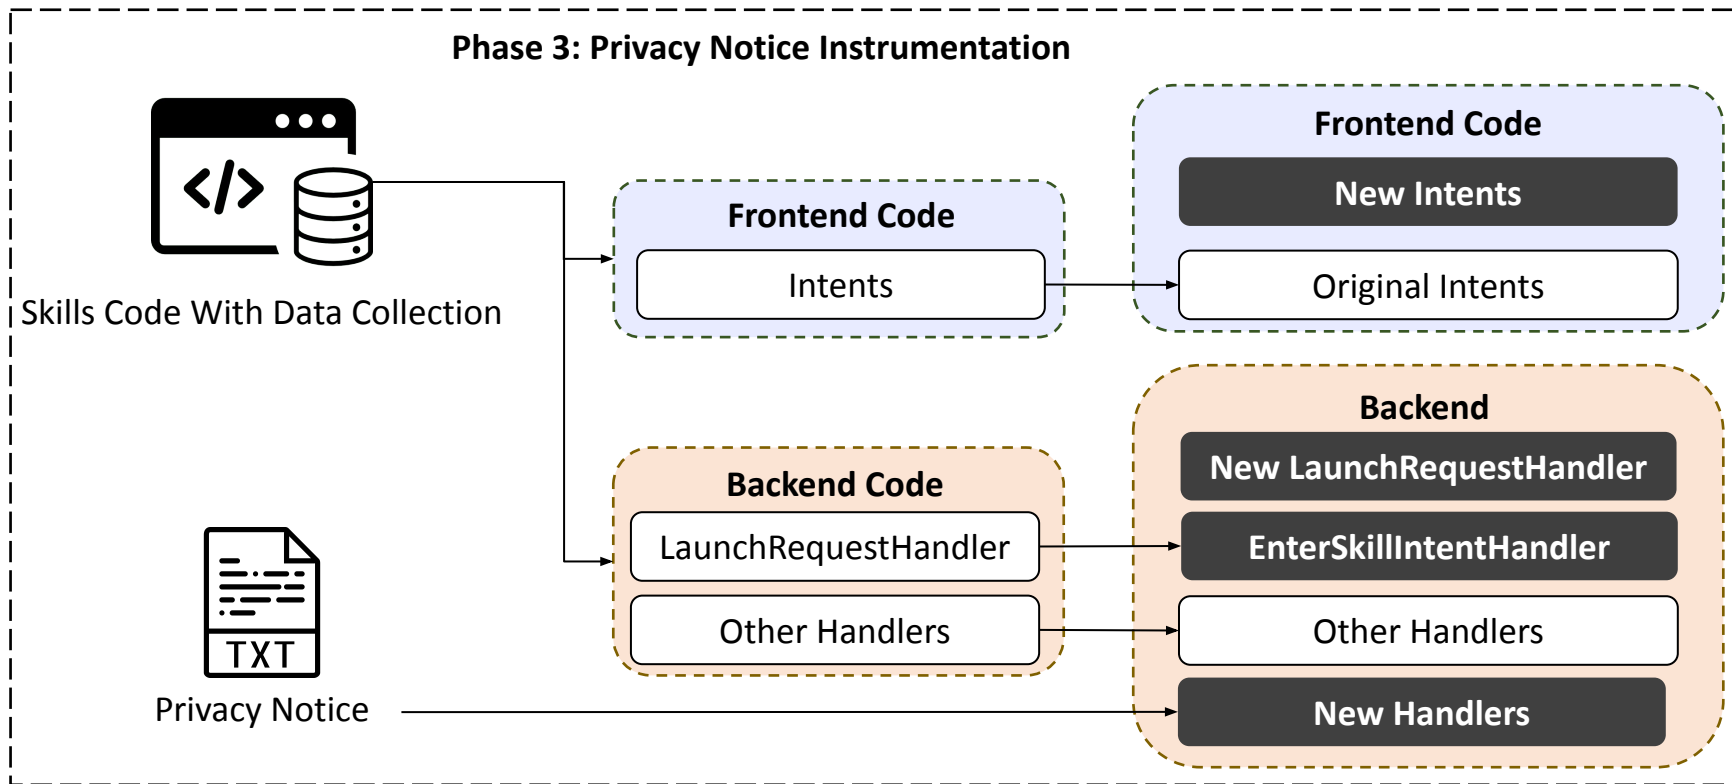 Phase 3: Privacy Notice Instrumentation
</>
Skills Code With Data Collection
Frontend Code
Intents
Frontend Code
New Intents
Original Intents
Backend Code
LaunchRequestHandler
Other Handlers
Backend
New LaunchRequestHandler
EnterSkillIntentHandler
Other Handlers
New Handlers
TXT
Privacy Notice